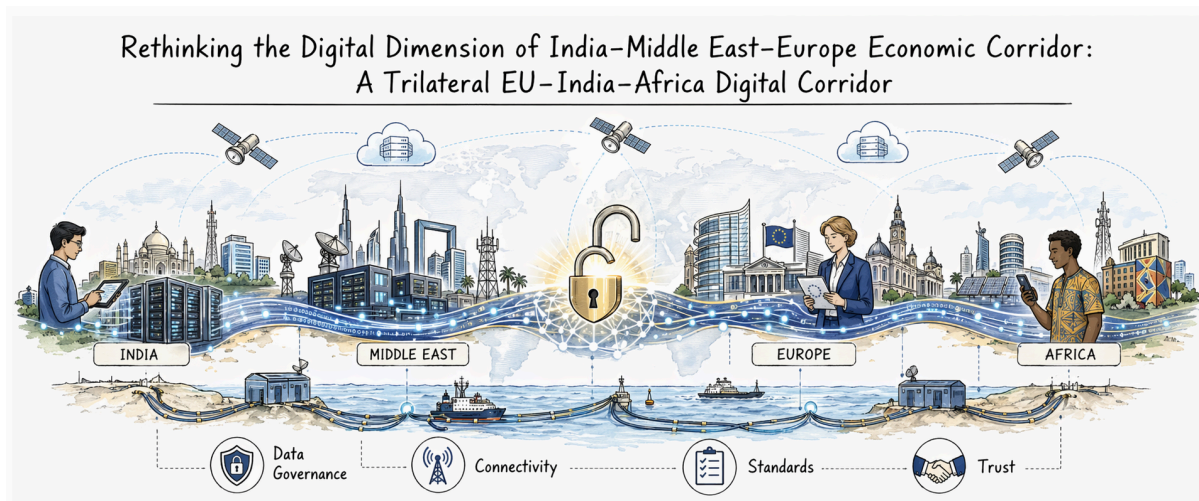 Rethinking the Digital Dimension of India–Middle East–Europe Economic Corridor:
A Trilateral EU–India–Africa Digital Corridor
INDIA
MIDDLE EAST
EUROPE
AFRICA
Data
Governance
Connectivity
Standards
Trust